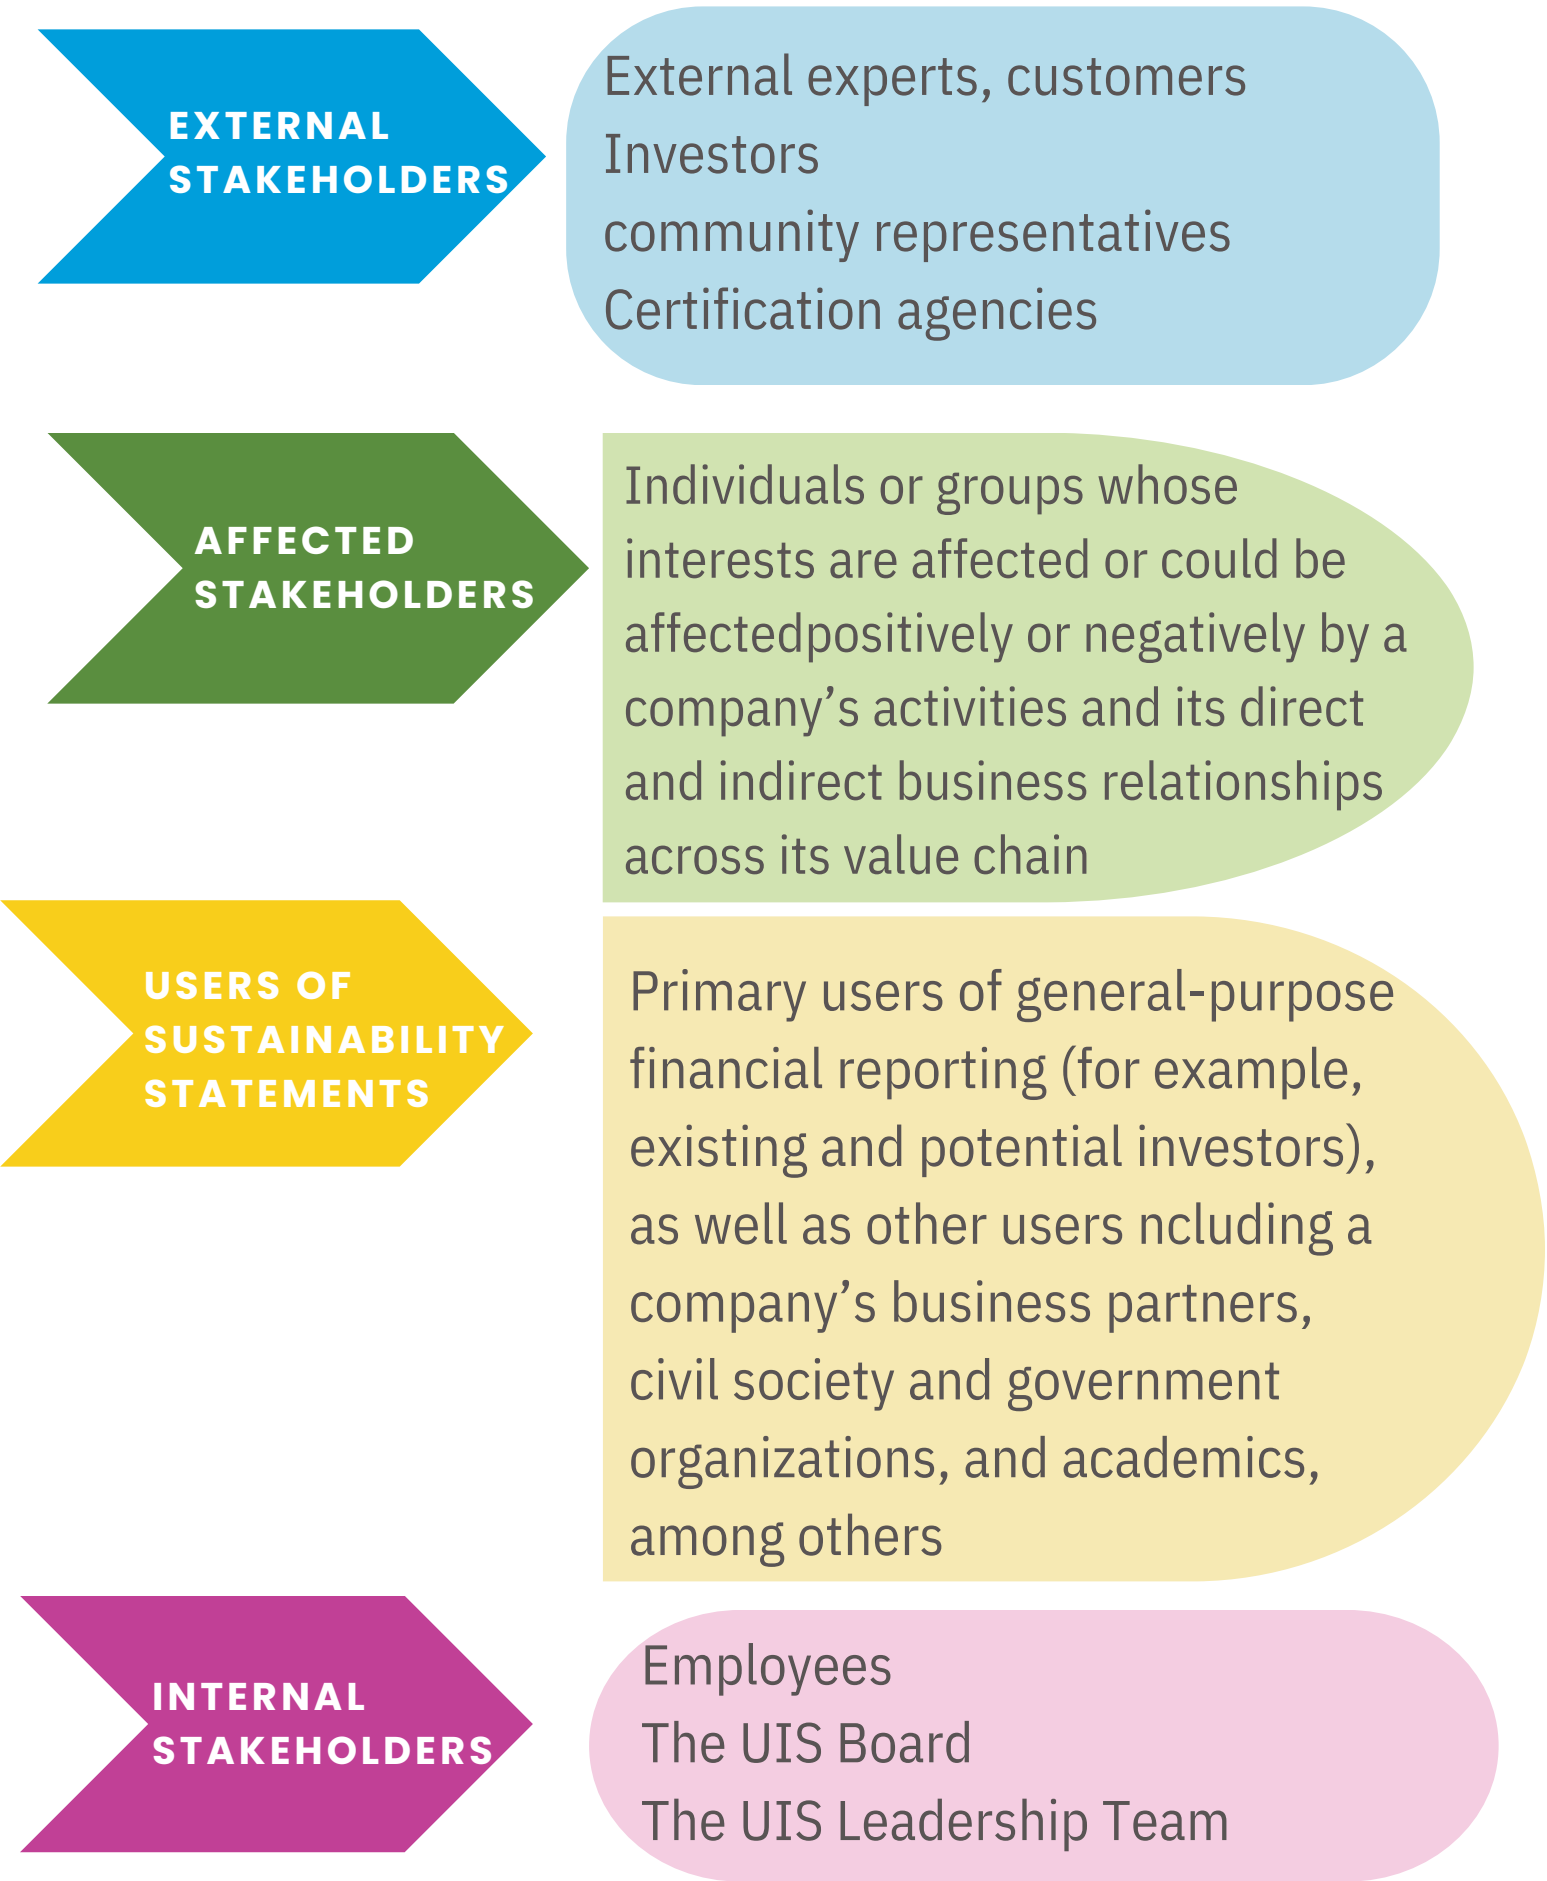 EXTERNAL
STAKEHOLDERS
External experts, customers
Investors
community representatives
Certification agencies
AFFECTED
STAKEHOLDERS
Individuals or groups whose
interests are affected or could be
affectedpositively or negatively by a
company’s activities and its direct
and indirect business relationships
across its value chain
USERS OF
SUSTAINABILITY
STATEMENTS
Primary users of general-purpose
financial reporting (for example,
existing and potential investors),
as well as other users ncluding a
company’s business partners,
civil society and government
organizations, and academics,
among others
INTERNAL
STAKEHOLDERS
Employees
The UIS Board
The UIS Leadership Team